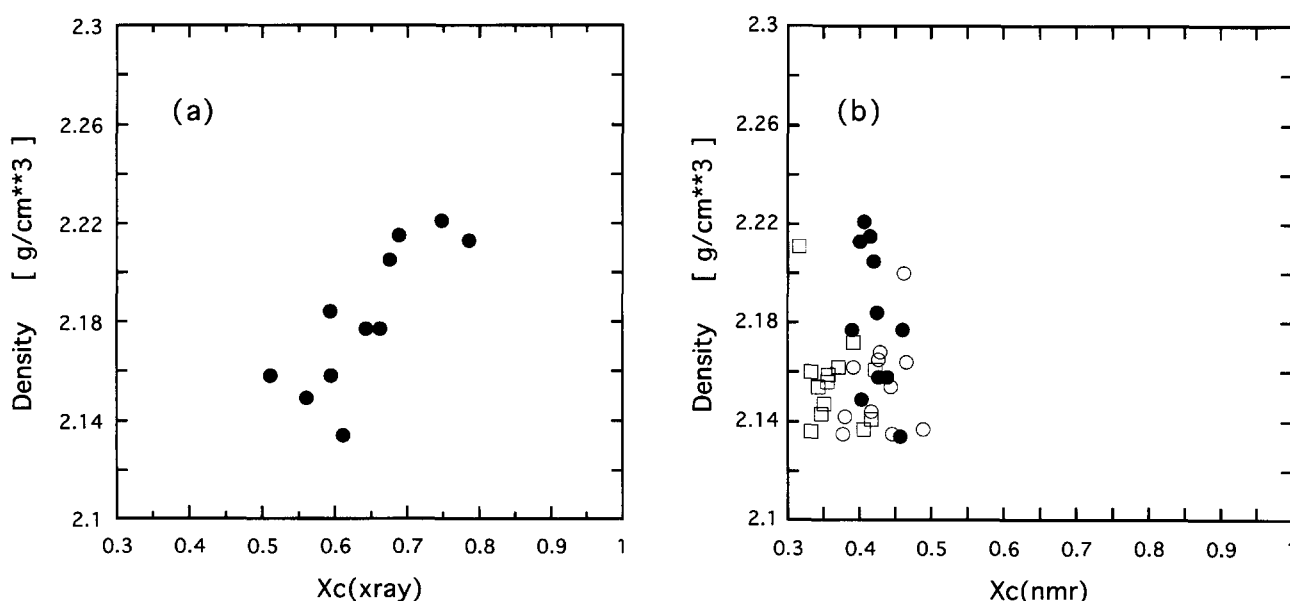 2.3
2.26
2.22
2.18
2.14
2.1
Density [ g/cm**3 ]
(a)
0.3 0.4 0.5 0.6 0.7 0.8 0.9 1
Xc(xray)
2.3
2.26
2.22
2.18
2.14
2.1
Density [ g/cm**3 ]
(b)
0.3 0.4 0.5 0.6 0.7 0.8 0.9 1
Xc(nmr)